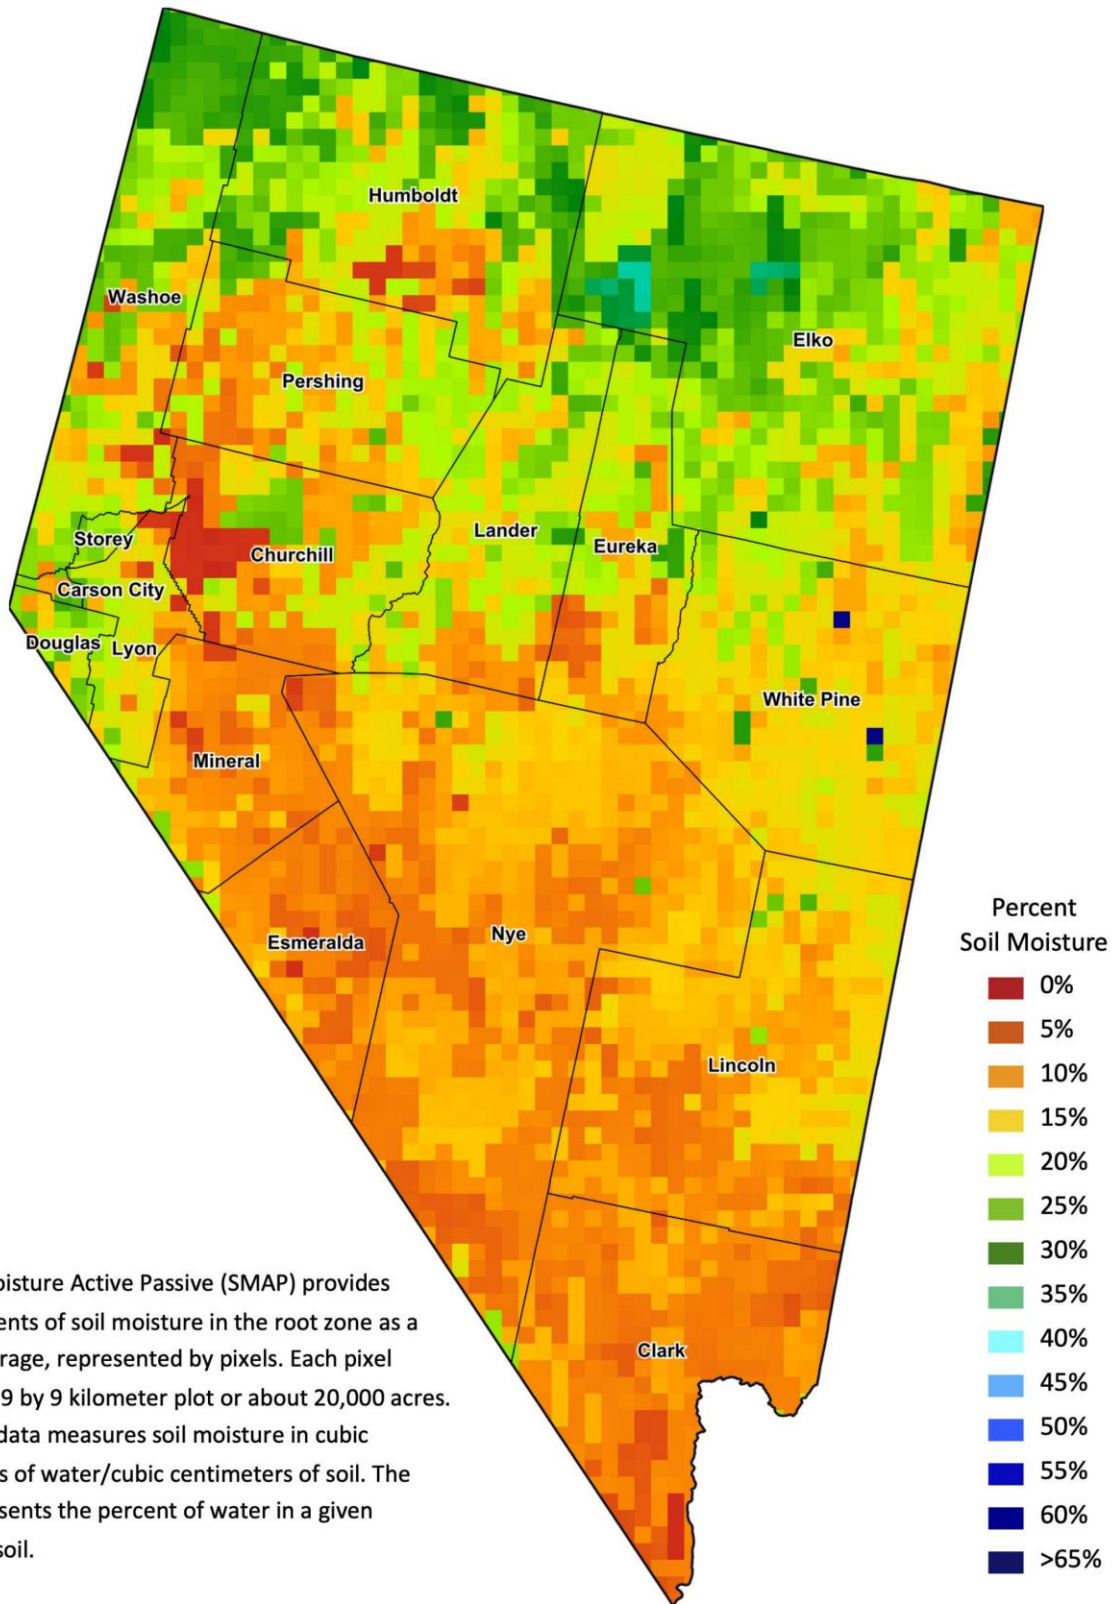 Humboldt
Washoe
Elko
Pershing
Storey
Churchill
Lander
Eureka
Carson City
Douglas
Lyon
White Pine
Mineral
Esmeralda
Nye
Lincoln
Clark
Percent
Soil Moisture
0%
5%
10%
15%
20%
25%
30%
35%
40%
45%
50%
55%
60%
>65%
oisture Active Passive (SMAP) provides
ents of soil moisture in the root zone as a
rage, represented by pixels. Each pixel
9 by 9 kilometer plot or about 20,000 acres.
data measures soil moisture in cubic
s of water/cubic centimeters of soil. The
sents the percent of water in a given
soil.